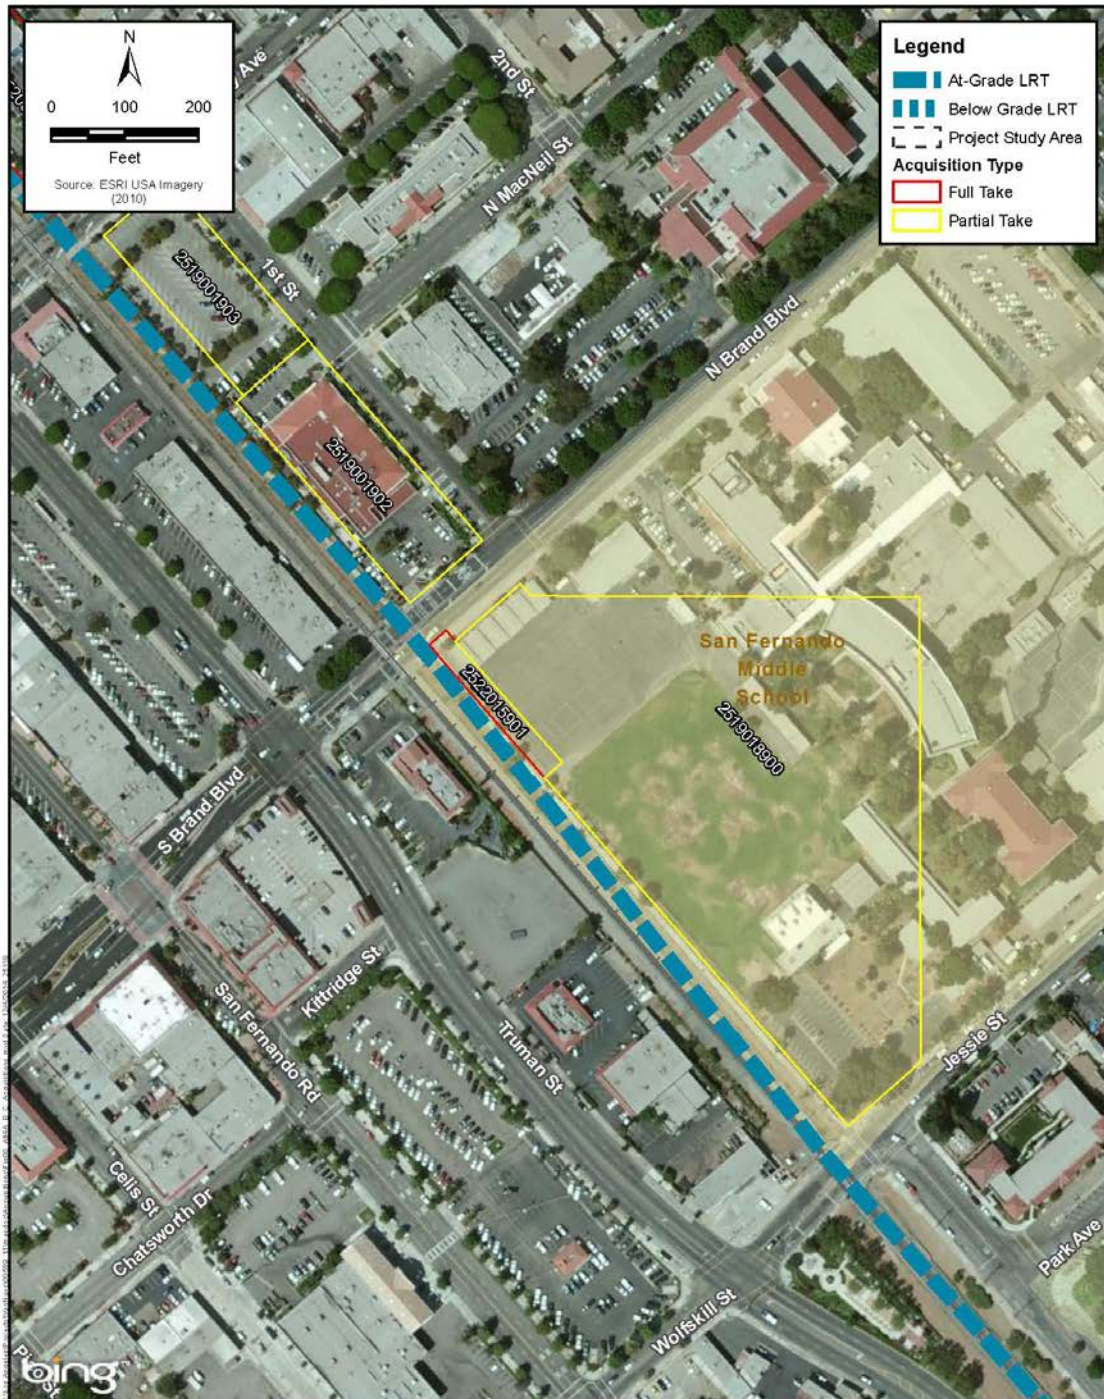 N
0 100 200
Feet
Source: ESRI USA Imagery
(2010)
Ave
Legend
At-Grade LRT
Below Grade LRT
Project Study Area
Acquisition Type
Full Take
Partial Take
2nd St
N MacNeil St
1st St
2519001903
N Brand Blvd
2519001902
San Fernando
Middle
School
2522015901
2519018900
S Brand Blvd
Kittridge St
San Fernando Rd
Truman St
Jessie St
Celis St
Chatsworth Dr
Park Ave
Wolfskill St
St
bing